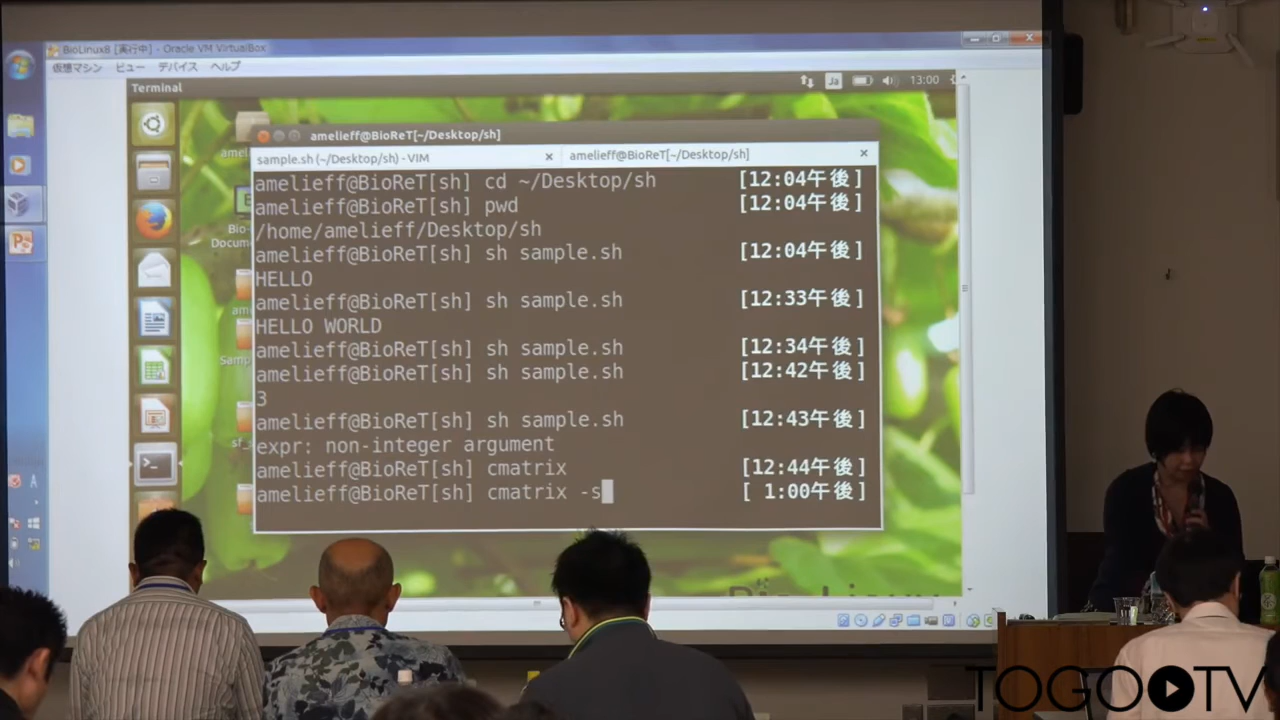 BioLinux8 [実行中] - Oracle VM VirtualBox
仮想マシン ビュー デバイス ヘルプ
Terminal
Ja
13:00
amelieff@BioReT[~/Desktop/sh]
sample.sh (~/Desktop/sh) - VIM
amelieff@BioReT[~/Desktop/sh]
amelieff@BioReT[sh] cd ~/Desktop/sh [12:04午後]
amelieff@BioReT[sh] pwd [12:04午後]
/home/amelieff/Desktop/sh
amelieff@BioReT[sh] sh sample.sh [12:04午後]
HELLO
amelieff@BioReT[sh] sh sample.sh [12:33午後]
HELLO WORLD
amelieff@BioReT[sh] sh sample.sh [12:34午後]
amelieff@BioReT[sh] sh sample.sh [12:42午後]
3
amelieff@BioReT[sh] sh sample.sh [12:43午後]
expr: non-integer argument
amelieff@BioReT[sh] cmatrix [12:44午後]
amelieff@BioReT[sh] cmatrix -s [ 1:00午後]
TOGOTV